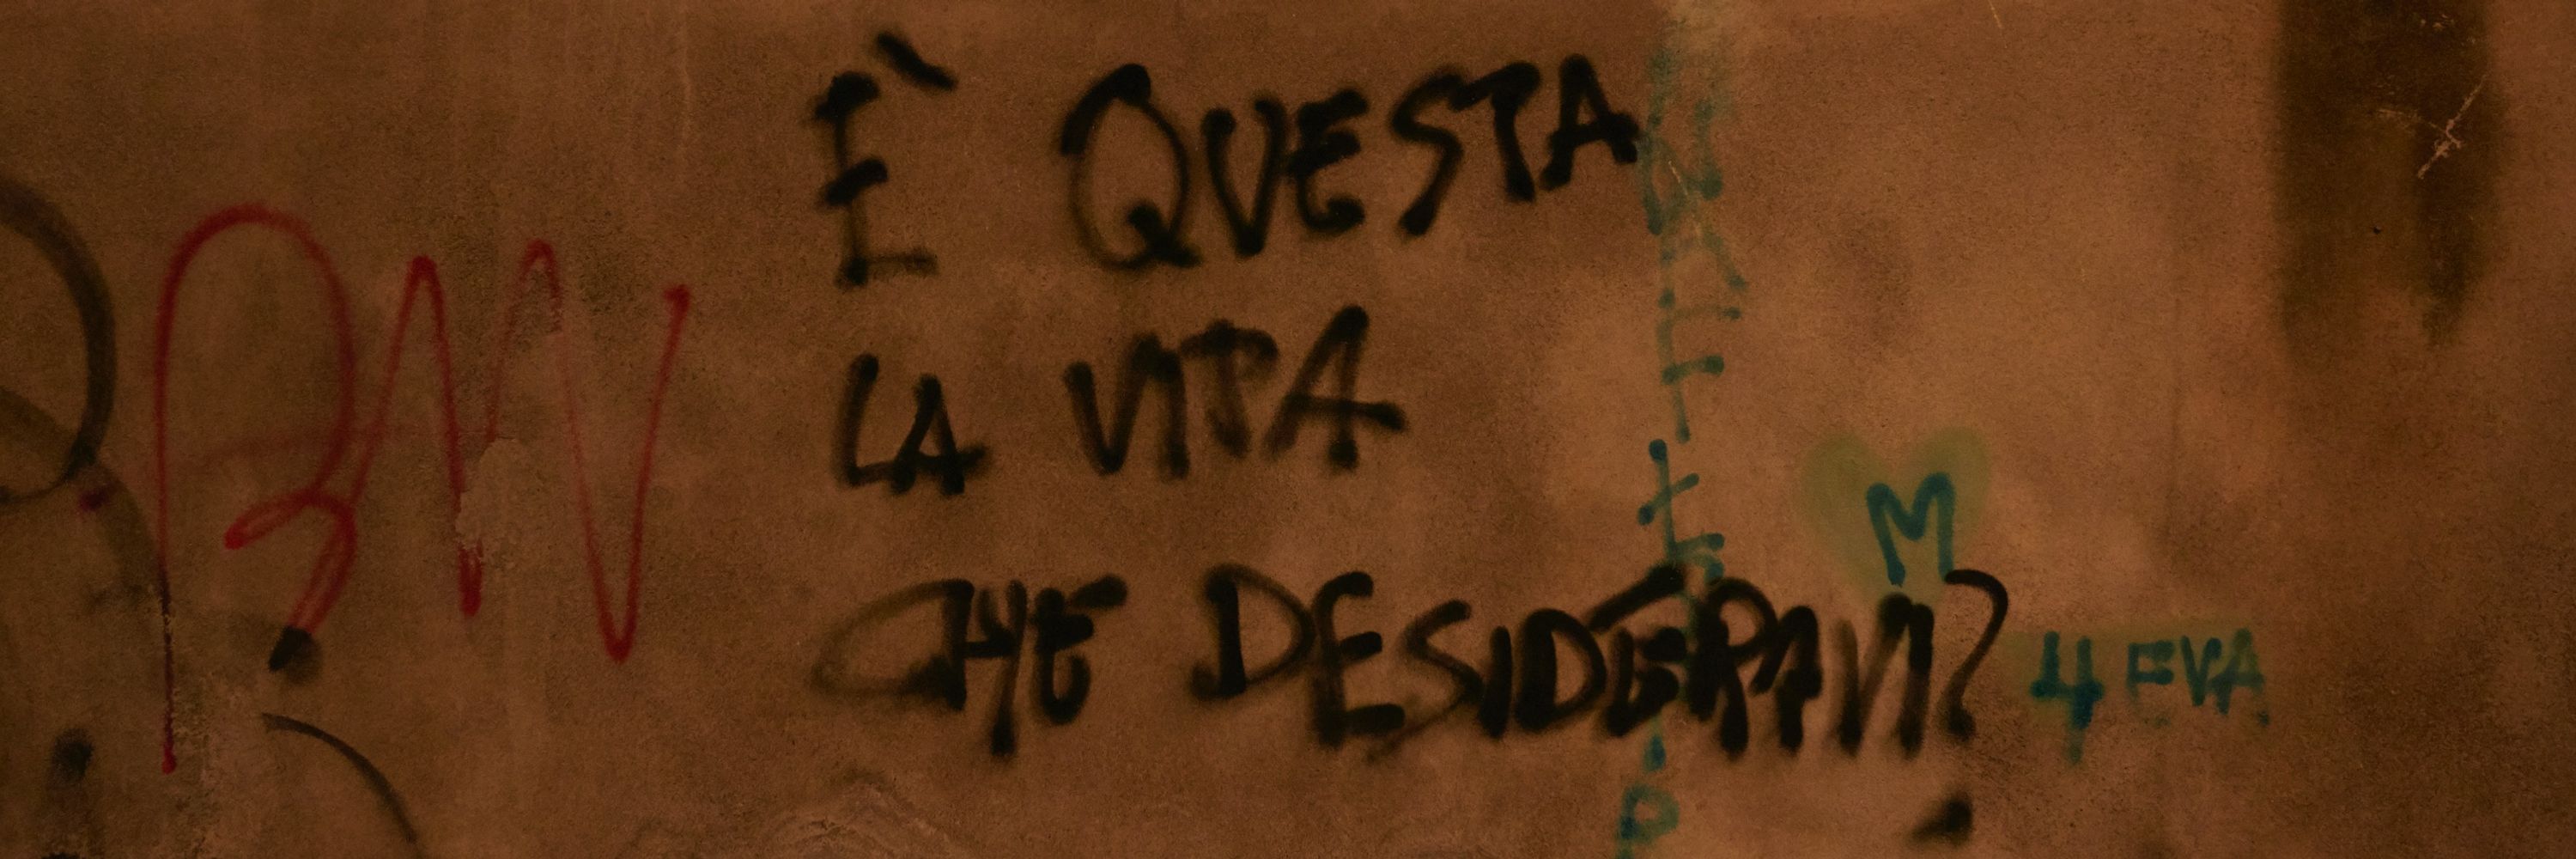 È QUESTA
LA VITA
CHE DESIDERAVI?
M
4 EVA